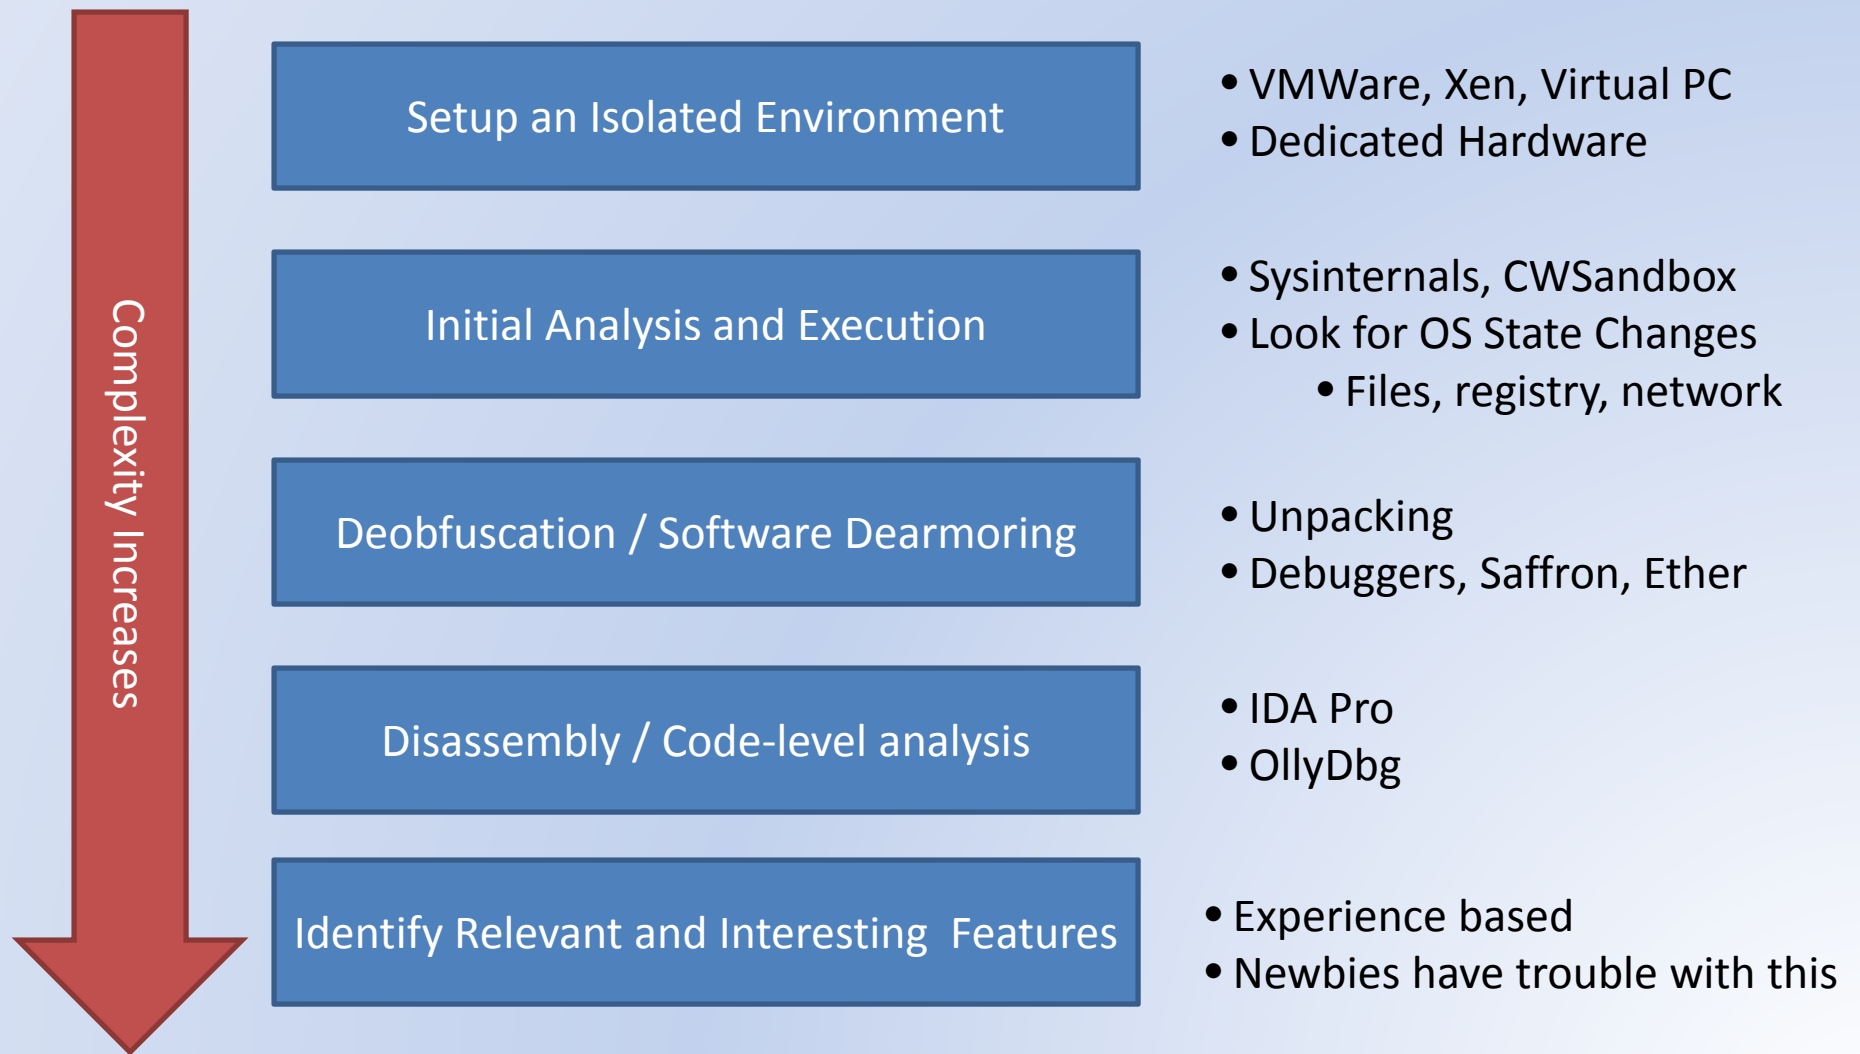 Complexity Increases
Setup an Isolated Environment
• VMWare, Xen, Virtual PC
• Dedicated Hardware
Initial Analysis and Execution
• Sysinternals, CWSandbox
• Look for OS State Changes
• Files, registry, network
Deobfuscation / Software Dearmoring
• Unpacking
• Debuggers, Saffron, Ether
Disassembly / Code-level analysis
• IDA Pro
• OllyDbg
Identify Relevant and Interesting  Features
• Experience based
• Newbies have trouble with this